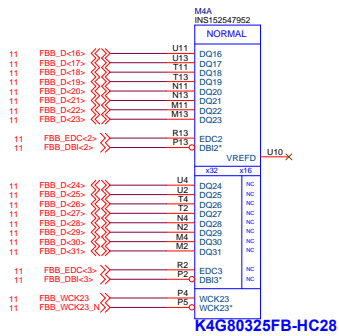 M4A
INS152547952
NORMAL
11 FBB_D<16> U11 DQ16
11 FBB_D<17> U13 DQ17
11 FBB_D<18> T11 DQ18
11 FBB_D<19> T13 DQ19
11 FBB_D<20> N11 DQ20
11 FBB_D<21> N13 DQ21
11 FBB_D<22> M11 DQ22
11 FBB_D<23> M13 DQ23
11 FBB_EDC<2> R13 EDC2
11 FBB_DBI<2> P13 DBI2*
VREFD U10
x32 x16
11 FBB_D<24> U4 DQ24 NC
11 FBB_D<25> U2 DQ25 NC
11 FBB_D<26> T4 DQ26 NC
11 FBB_D<27> T2 DQ27 NC
11 FBB_D<28> N4 DQ28 NC
11 FBB_D<29> N2 DQ29 NC
11 FBB_D<30> M4 DQ30 NC
11 FBB_D<31> M2 DQ31 NC
11 FBB_EDC<3> R2 EDC3 NC
11 FBB_DBI<3> P2 DBI3* NC
11 FBB_WCK23 P4 WCK23
11 FBB_WCK23_N P5 WCK23*
K4G80325FB-HC28